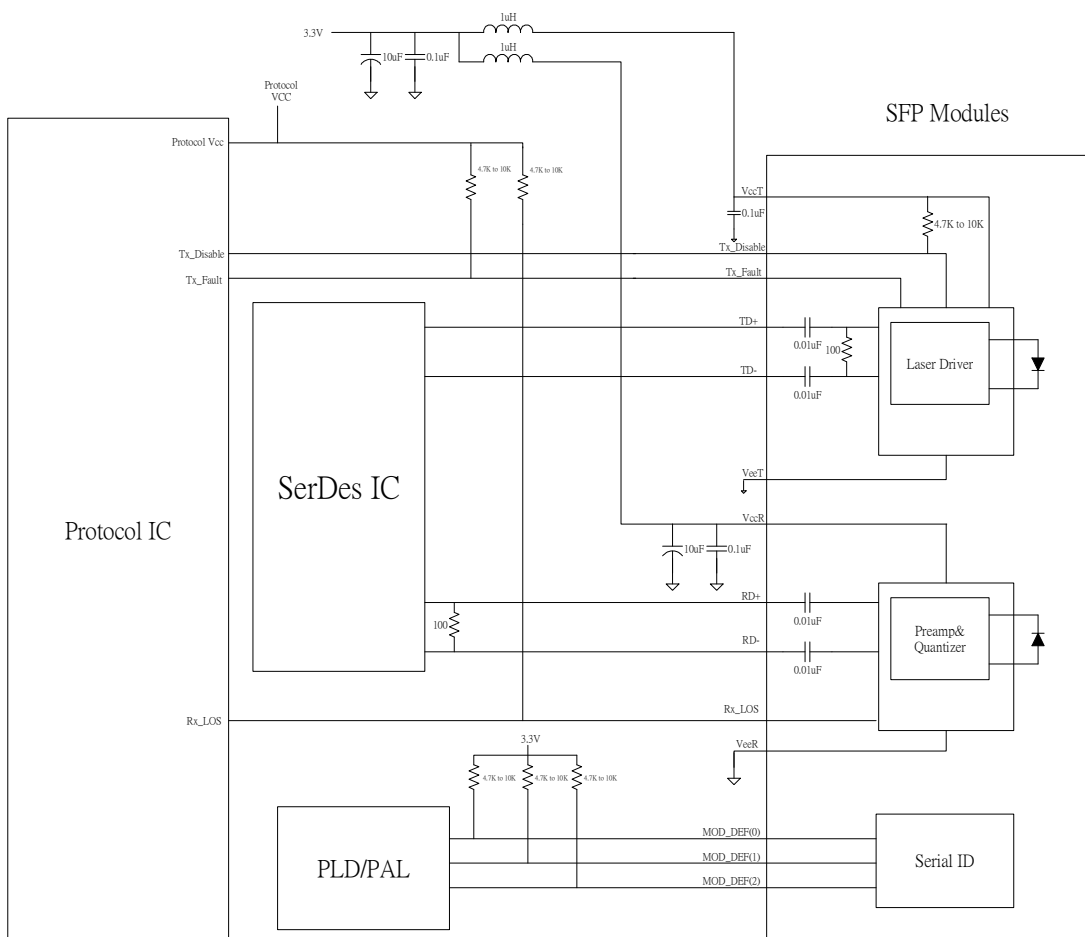 1uH
3.3V
1uH
10uF
0.1uF
Protocol
VCC
SFP Modules
Protocol Vcc
4.7K to 10K
4.7K to 10K
VccT
0.1uF
4.7K to 10K
Tx_Disable
Tx_Disable
Tx_Fault
Tx_Fault
TD+
0.01uF
100
Laser Driver
TD-
0.01uF
SerDes IC
VeeT
Protocol IC
VccR
10uF
0.1uF
RD+
0.01uF
100
Preamp&
Quantizer
RD-
0.01uF
Rx_LOS
Rx_LOS
3.3V
VeeR
4.7K to 10K
4.7K to 10K
4.7K to 10K
MOD_DEF(0)
PLD/PAL
MOD_DEF(1)
Serial ID
MOD_DEF(2)